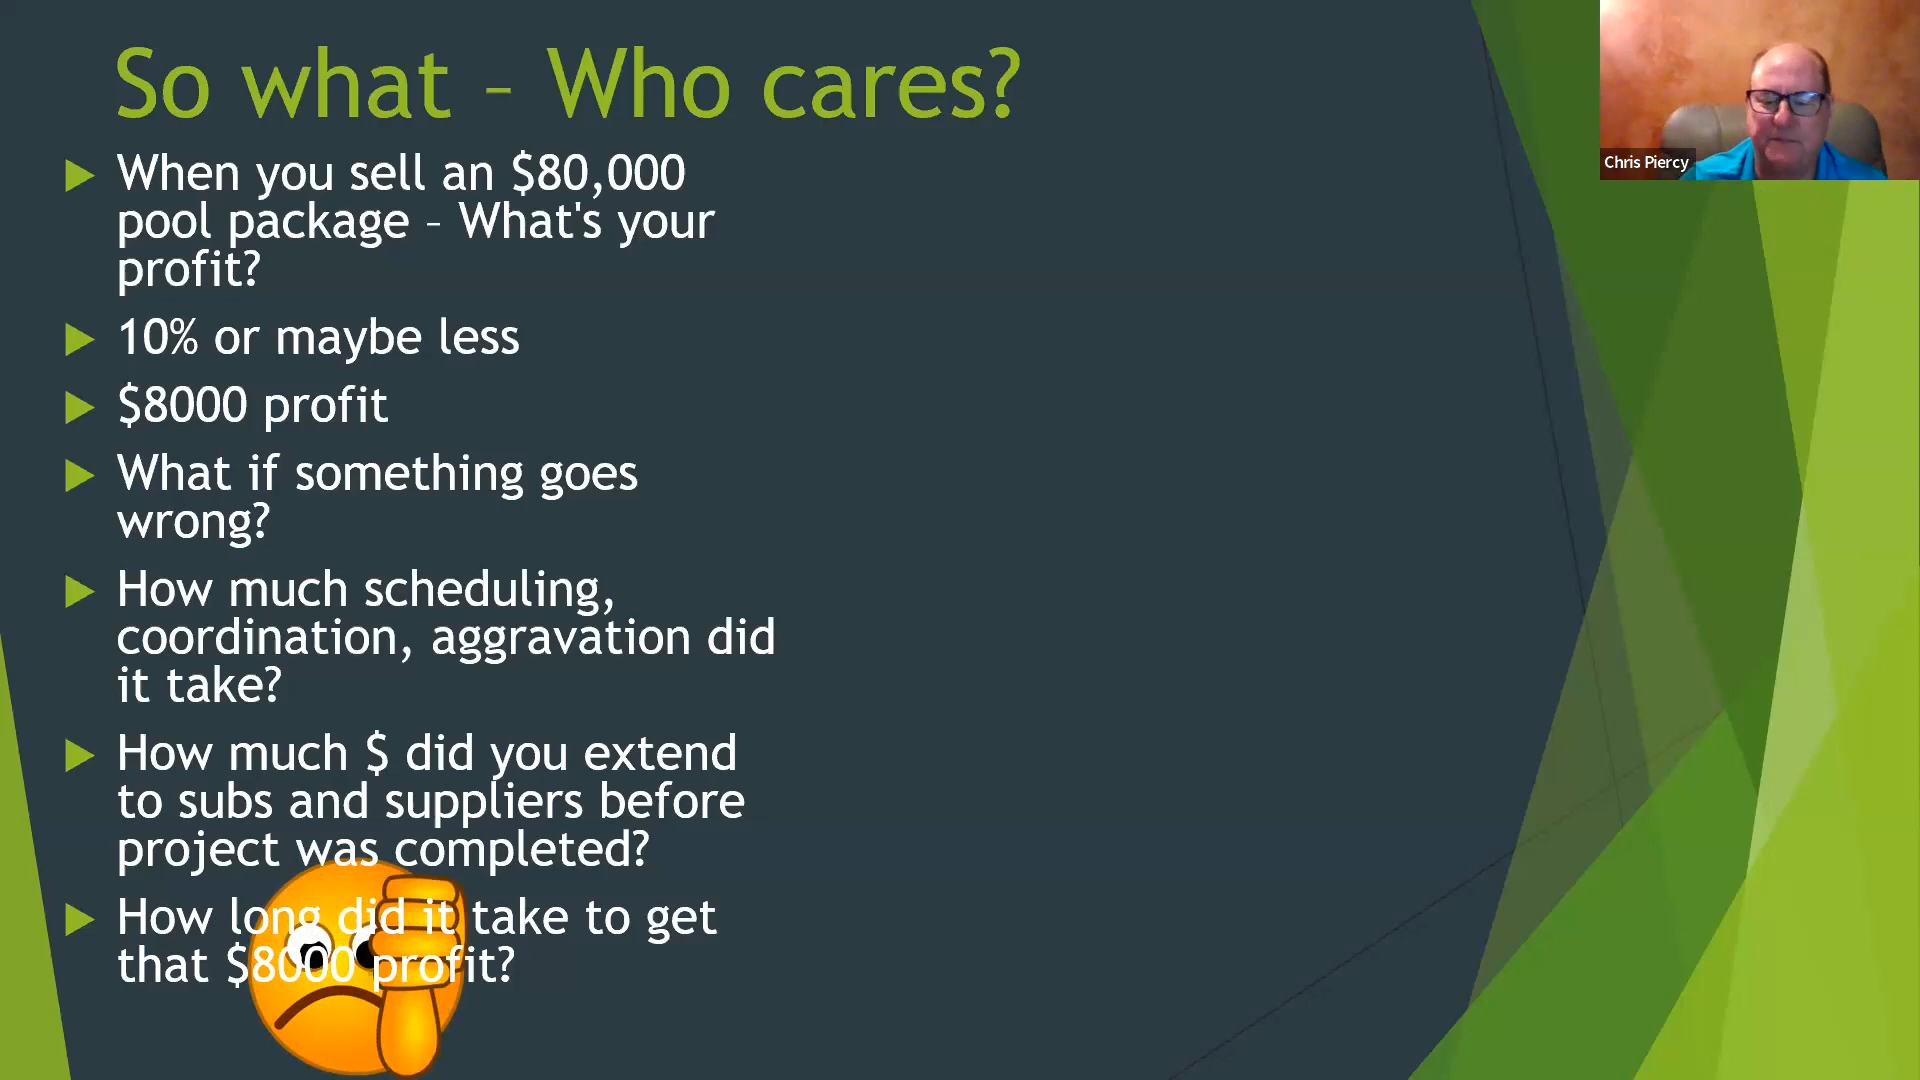 So what – Who cares?
When you sell an $80,000
pool package – What's your
profit?
10% or maybe less
$8000 profit
What if something goes
wrong?
How much scheduling,
coordination, aggravation did
it take?
How much $ did you extend
to subs and suppliers before
project was completed?
How long did it take to get
that $8000 profit?
Chris Piercy